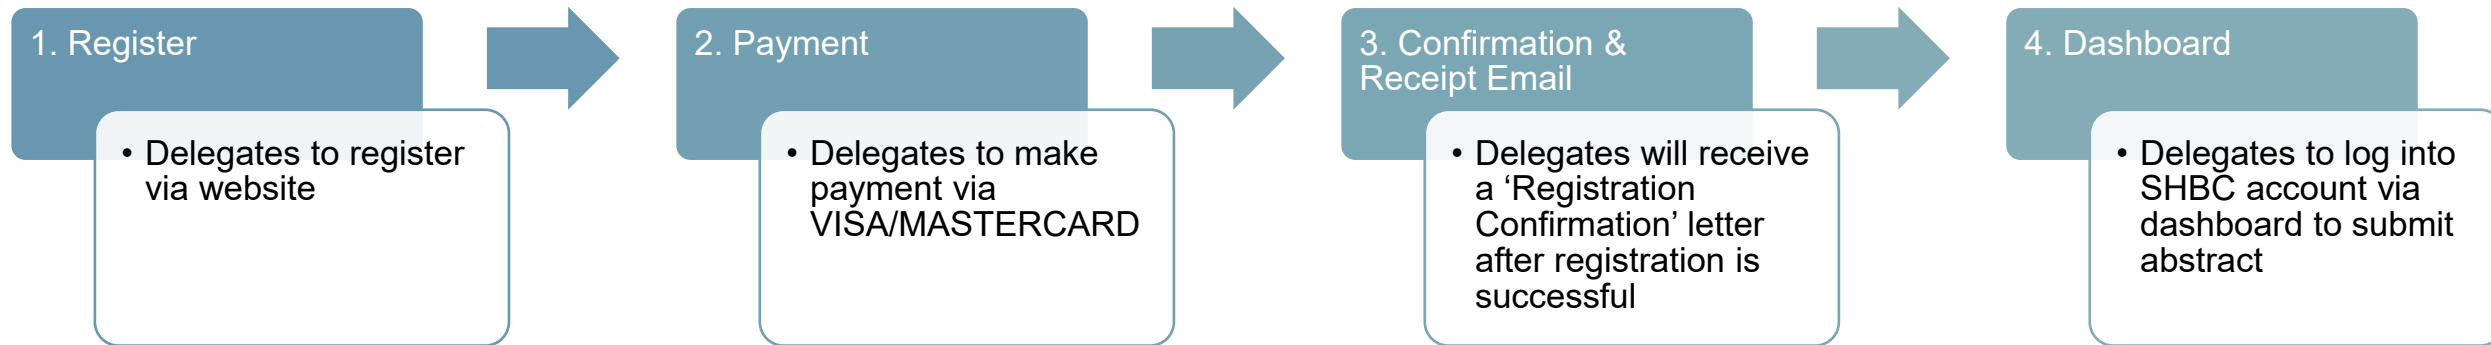 1. Register
• Delegates to register
via website
2. Payment
• Delegates to make
payment via
VISA/MASTERCARD
3. Confirmation &
Receipt Email
• Delegates will receive
a ‘Registration
Confirmation’ letter
after registration is
successful
4. Dashboard
• Delegates to log into
SHBC account via
dashboard to submit
abstract